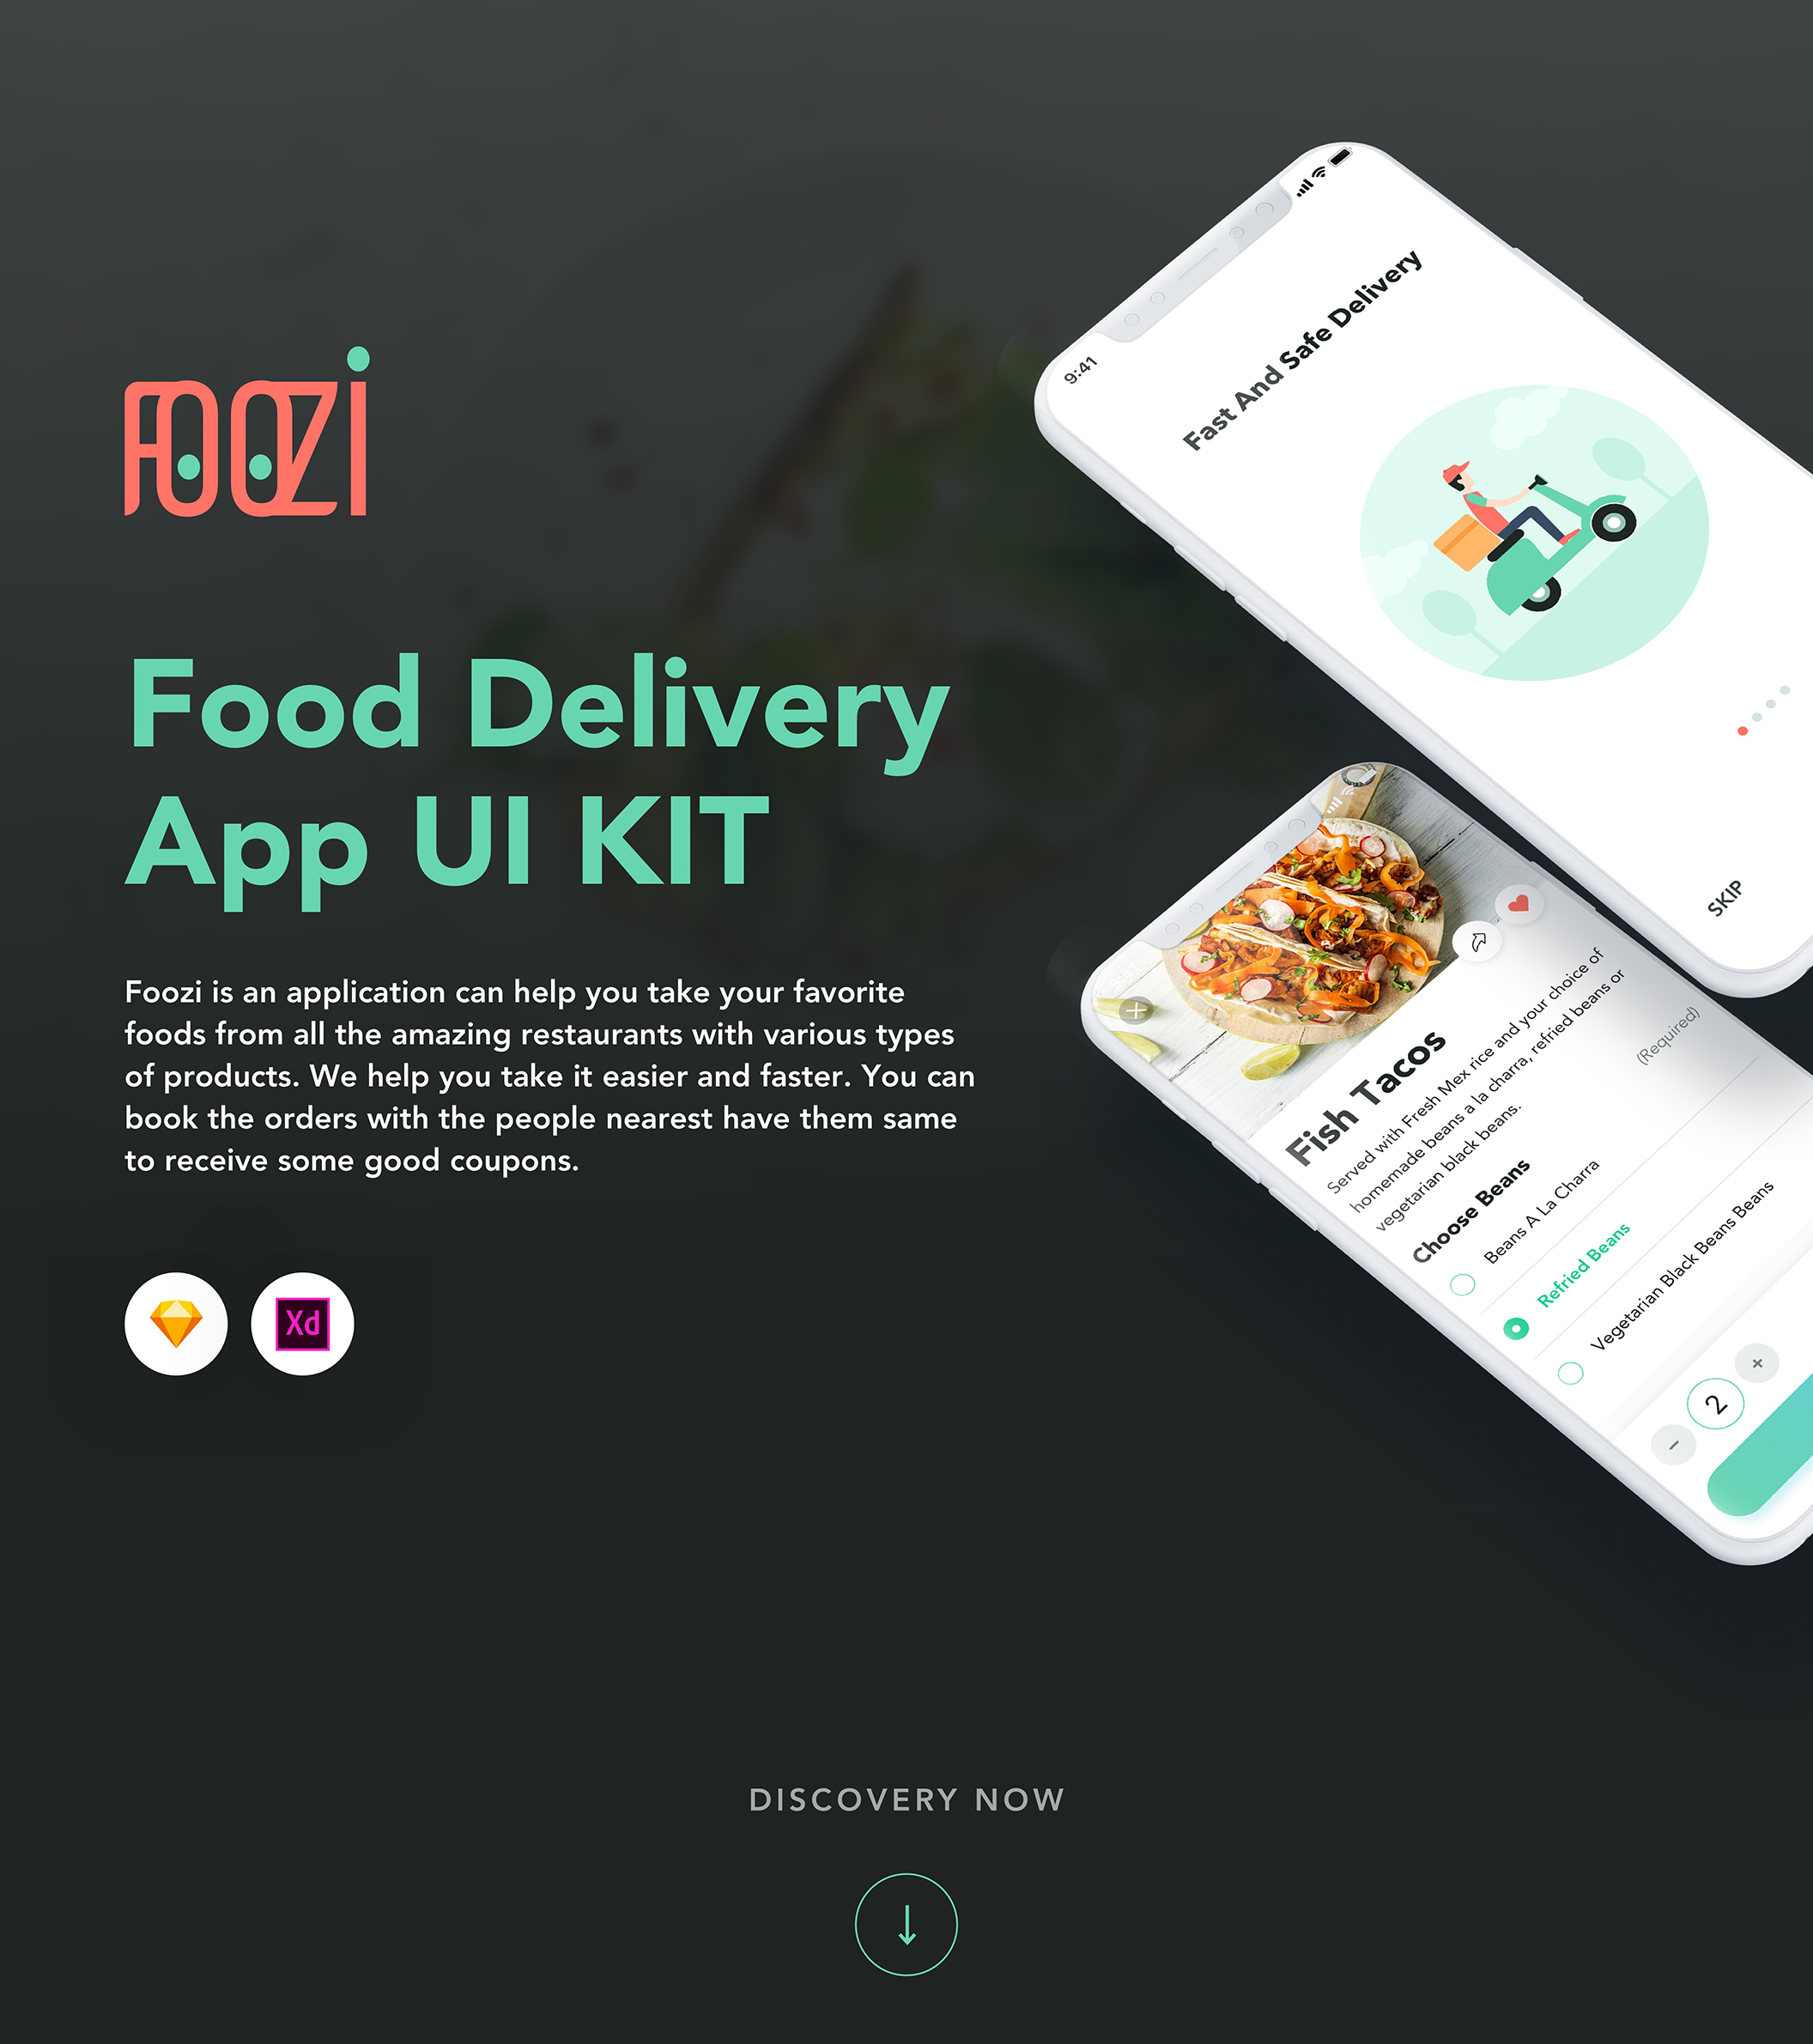 Foozi
Food Delivery
App UI KIT
Foozi is an application can help you take your favorite
foods from all the amazing restaurants with various types
of products. We help you take it easier and faster. You can
book the orders with the people nearest have them same
to receive some good coupons.
Xd
9:41
Fast And Safe Delivery
SKIP
Fish Tacos
Served with Fresh Mex rice and your choice of
homemade beans a la charra, refried beans or
vegetarian black beans.
Choose Beans
(Required)
Beans A La Charra
Refried Beans
Vegetarian Black Beans Beans
− 2 +
DISCOVERY NOW